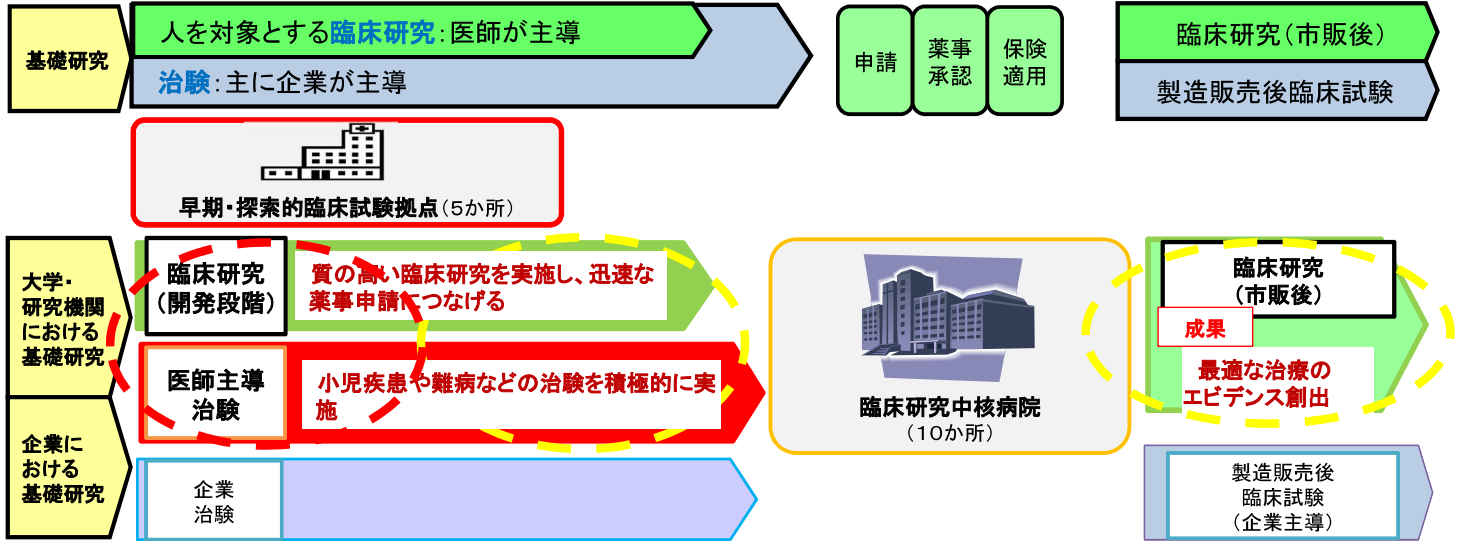 基礎研究
人を対象とする臨床研究：医師が主導
治験：主に企業が主導
申請
薬事
承認
保険
適用
臨床研究（市販後）
製造販売後臨床試験
早期・探索的臨床試験拠点（５か所）
大学・
研究機関
における
基礎研究
臨床研究
（開発段階）
質の高い臨床研究を実施し、迅速な
薬事申請につなげる
医師主導
治験
小児疾患や難病などの治験を積極的に実
施
臨床研究中核病院
（１０か所）
臨床研究
（市販後）
成果
最適な治療の
エビデンス創出
企業に
おける
基礎研究
企業
治験
製造販売後
臨床試験
（企業主導）